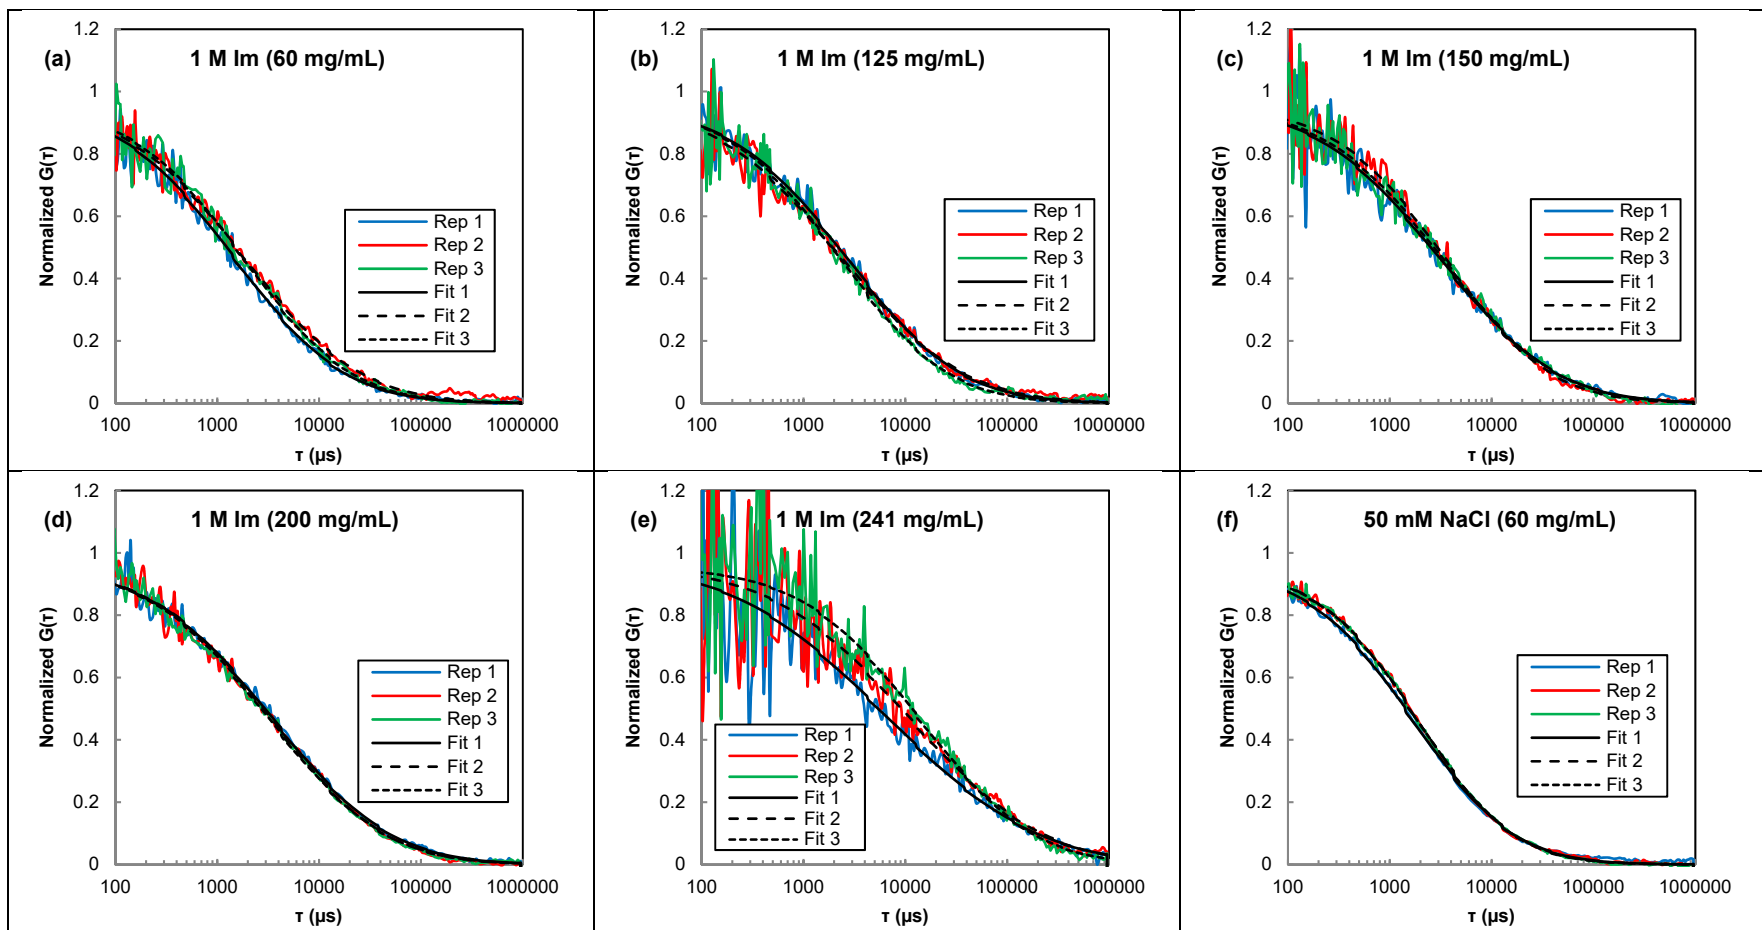 (a) 1 M Im (60 mg/mL)
Normalized G(τ)
1.2
1
0.8
0.6
0.4
0.2
0
Rep 1
Rep 2
Rep 3
Fit 1
Fit 2
Fit 3
100 1000 10000 100000 1000000
τ (µs)
(b) 1 M Im (125 mg/mL)
Normalized G(τ)
1.2
1
0.8
0.6
0.4
0.2
0
Rep 1
Rep 2
Rep 3
Fit 1
Fit 2
Fit 3
100 1000 10000 100000 1000000
τ (µs)
(c) 1 M Im (150 mg/mL)
Normalized G(τ)
1.2
1
0.8
0.6
0.4
0.2
0
Rep 1
Rep 2
Rep 3
Fit 1
Fit 2
Fit 3
100 1000 10000 100000 1000000
τ (µs)
(d) 1 M Im (200 mg/mL)
Normalized G(τ)
1.2
1
0.8
0.6
0.4
0.2
0
Rep 1
Rep 2
Rep 3
Fit 1
Fit 2
Fit 3
100 1000 10000 100000 1000000
τ (µs)
(e) 1 M Im (241 mg/mL)
Normalized G(τ)
1.2
1
0.8
0.6
0.4
0.2
0
Rep 1
Rep 2
Rep 3
Fit 1
Fit 2
Fit 3
100 1000 10000 100000 1000000
τ (µs)
(f) 50 mM NaCl (60 mg/mL)
Normalized G(τ)
1.2
1
0.8
0.6
0.4
0.2
0
Rep 1
Rep 2
Rep 3
Fit 1
Fit 2
Fit 3
100 1000 10000 100000 1000000
τ (µs)